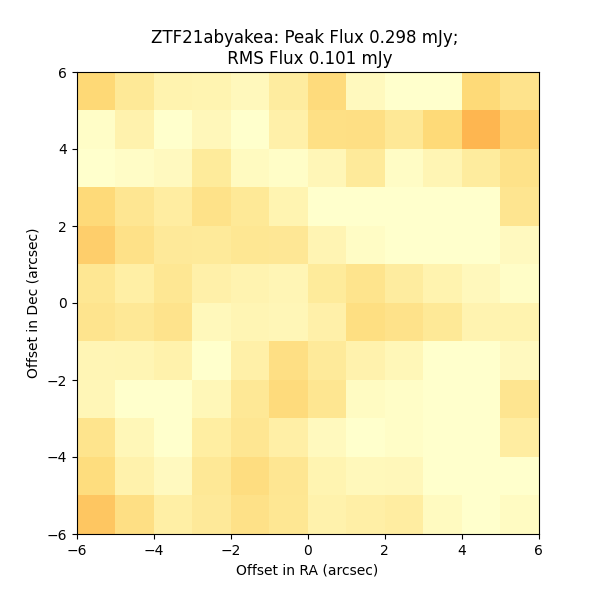 ZTF21abyakea: Peak Flux 0.298 mJy;
RMS Flux 0.101 mJy
6
4
2
0
−2
−4
−6
Offset in Dec (arcsec)
−6 −4 −2 0 2 4 6
Offset in RA (arcsec)